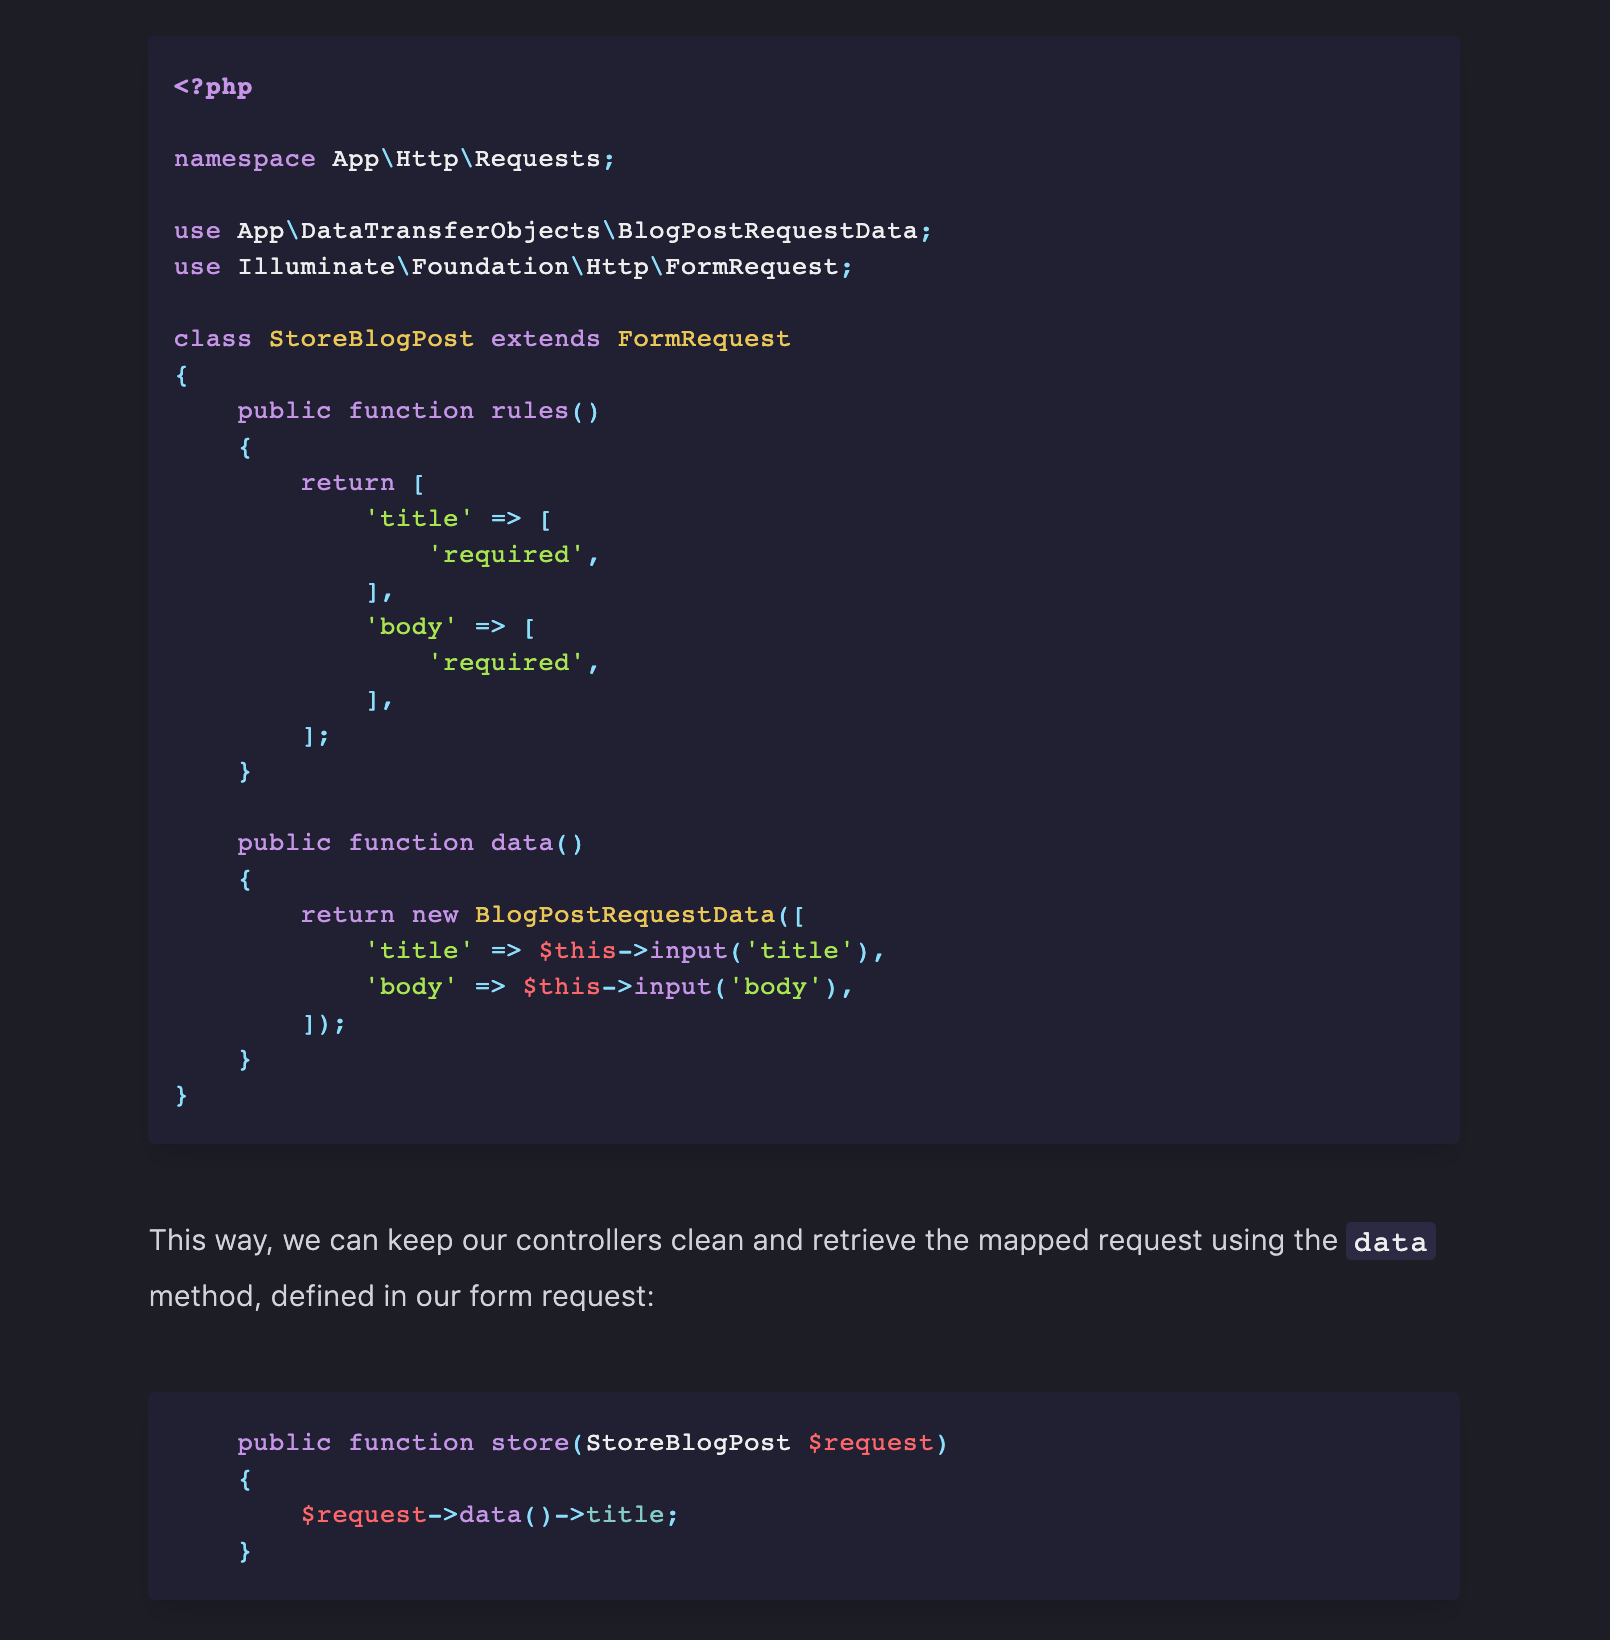 <?php
namespace App\Http\Requests;
use App\DataTransferObjects\BlogPostRequestData;
use Illuminate\Foundation\Http\FormRequest;
class StoreBlogPost extends FormRequest
{
    public function rules()
    {
        return [
            'title' => [
                'required',
            ],
            'body' => [
                'required',
            ],
        ];
    }
    public function data()
    {
        return new BlogPostRequestData([
            'title' => $this->input('title'),
            'body' => $this->input('body'),
        ]);
    }
}
This way, we can keep our controllers clean and retrieve the mapped request using the data
method, defined in our form request:
    public function store(StoreBlogPost $request)
    {
        $request->data()->title;
    }